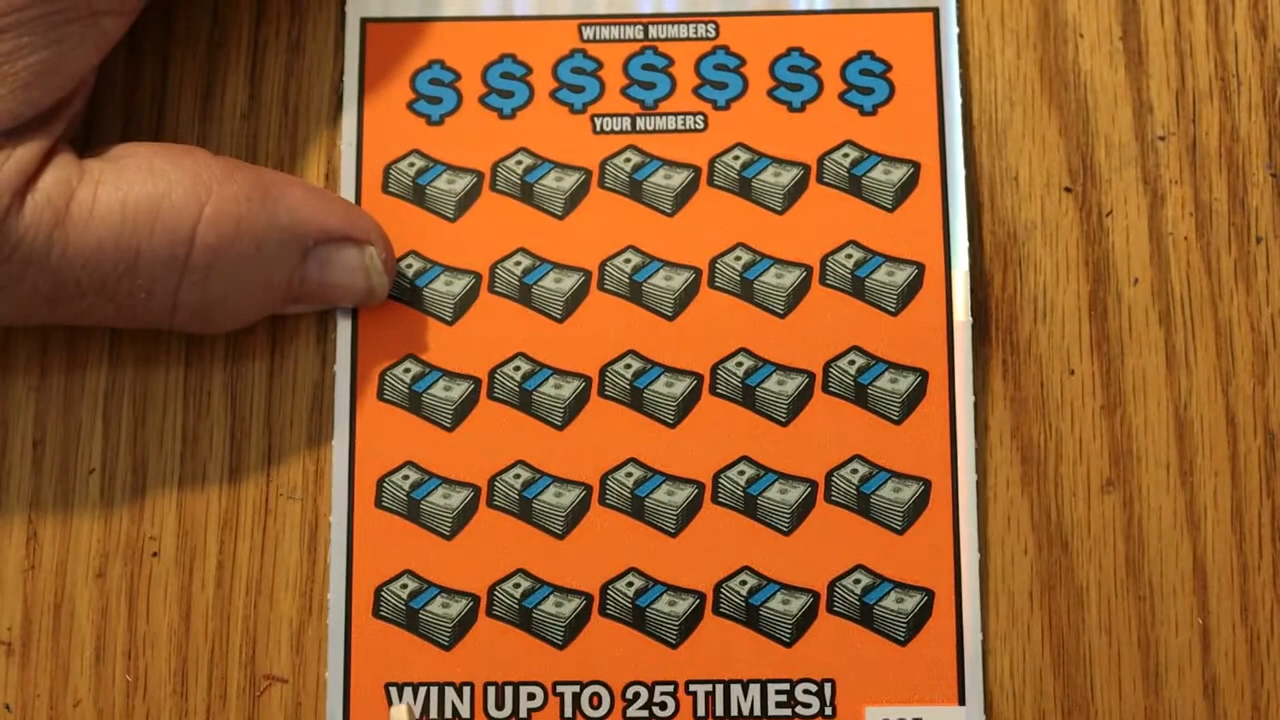 WINNING NUMBERS
$ $ $ $ $ $ $
YOUR NUMBERS
WIN UP TO 25 TIMES!